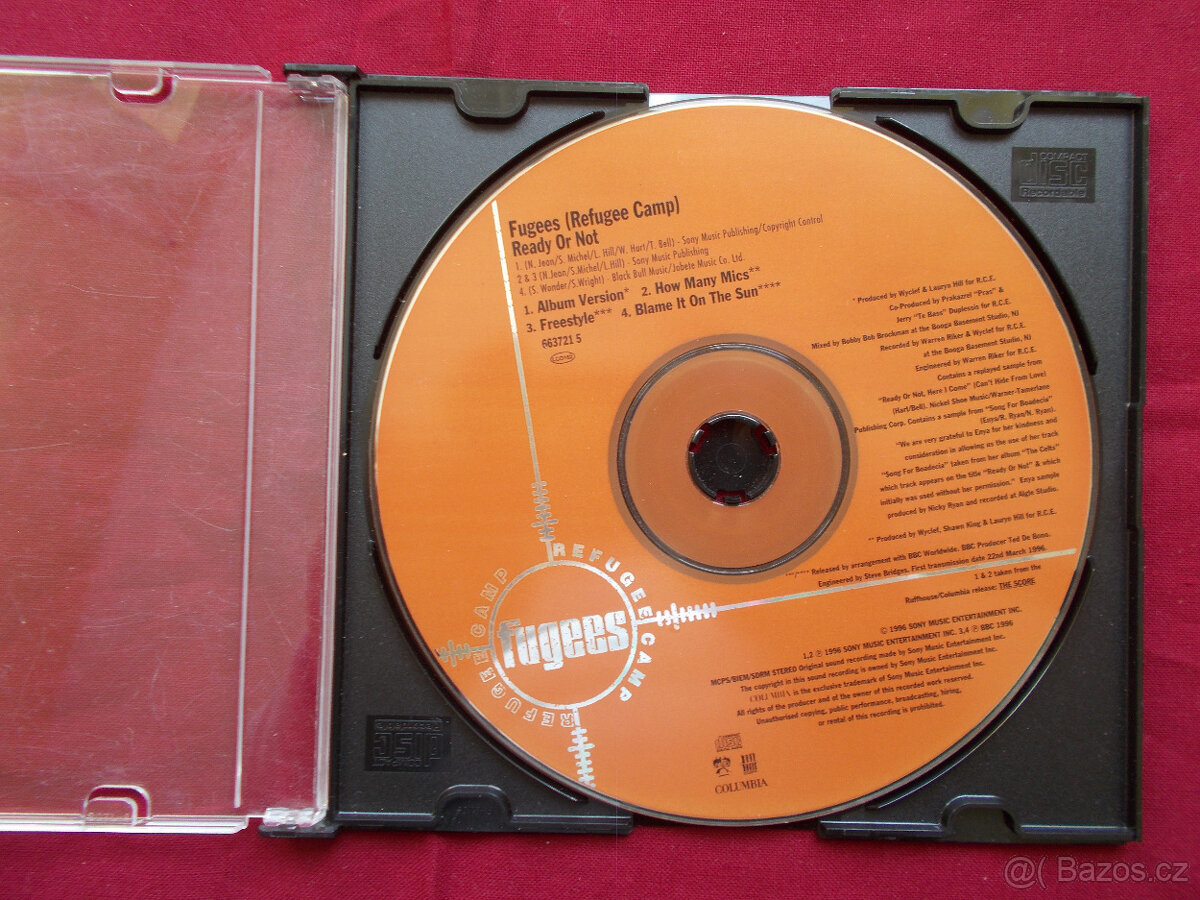 COMPACT
disc
Recordable
Fugees (Refugee Camp)
Ready Or Not
1. (N. Jean/S. Michel/L. Hill/W. Hart/T. Bell) - Sony Music Publishing/Copyright Control
2 & 3 (N.Jean/S.Michel/L.Hill) - Sony Music Publishing
4. (S. Wonder/S.Wright) - Black Bull Music/Jobete Music Co. Ltd.
1. Album Version* 2. How Many Mics**
3. Freestyle*** 4. Blame It On The Sun****
663721 5
* Produced by Wyclef & Lauryn Hill for R.C.E.
Co-Produced by Prakazrel "Pras" &
Jerry "Te Bass" Duplessis for R.C.E.
Mixed by Bobby Bob Brockman at the Booga Basement Studio, NJ
Recorded by Warren Riker & Wyclef for R.C.E.
at the Booga Basement Studio, NJ
Engineered by Warren Riker for R.C.E.
Contains a replayed sample from
"Ready Or Not, Here I Come" (Can't Hide From Love)
(Hart/Bell). Nickel Shoe Music/Warner-Tamerlane
Publishing Corp. Contains a sample from "Song For Boadecia"
(Enya/R. Ryan/N. Ryan).
"We are very grateful to Enya for her kindness and
consideration in allowing us the use of her track
"Song For Boadecia" taken from her album "The Celts"
which track appears on the title "Ready Or Not" & which
initially was used without her permission." Enya sample
produced by Nicky Ryan and recorded at Aigle Studio.
** Produced by Wyclef, Shawn King & Lauryn Hill for R.C.E.
***/**** Released by arrangement with BBC Worldwide. BBC Producer Ted De Bono.
Engineered by Steve Bridges. First transmission date 22nd March 1996.
1 & 2 taken from the
Ruffhouse/Columbia release: THE SCORE
REFUGEE CAMP
REFUGEE CAMP
fugees
© 1996 SONY MUSIC ENTERTAINMENT INC.
1,2 ℗ 1996 SONY MUSIC ENTERTAINMENT INC. 3,4 ℗ BBC 1996
MCPS/BIEM/SDRM STEREO Original sound recording made by Sony Music Entertainment Inc.
The copyright in this sound recording is owned by Sony Music Entertainment Inc.
COLUMBIA is the exclusive trademark of Sony Music Entertainment Inc.
All rights of the producer and of the owner of this recorded work reserved.
Unauthorised copying, public performance, broadcasting, hiring,
or rental of this recording is prohibited.
disc
COLUMBIA
COMPACT
disc
Recordable
@( Bazos.cz